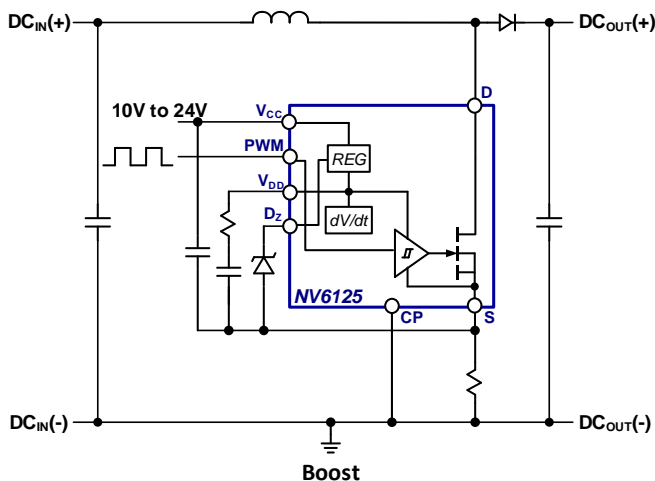 DCIN(+)
DCOUT(+)
D
10V to 24V
VCC
PWM
REG
VDD
DZ
dV/dt
NV6125
CP
S
DCIN(-)
DCOUT(-)
Boost